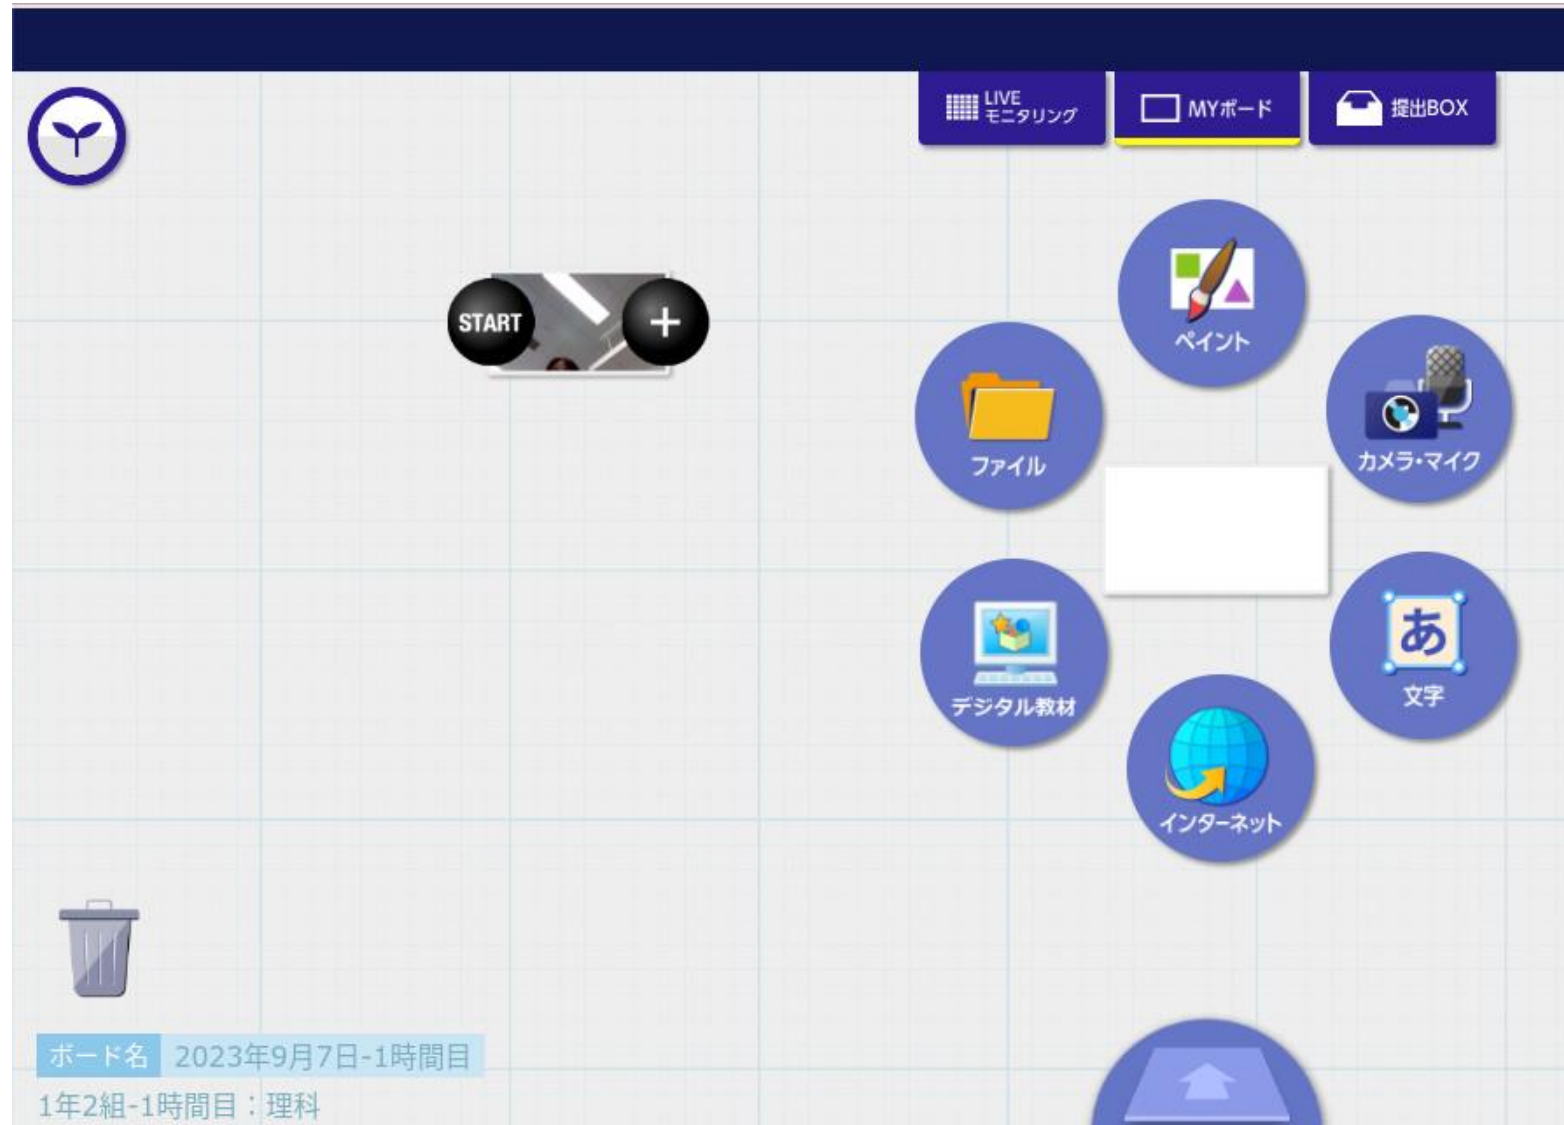 LIVE
モニタリング
MYボード
提出BOX
START
+
ペイント
ファイル
カメラ・マイク
あ
デジタル教材
文字
インターネット
ボード名 2023年9月7日-1時間目
1年2組-1時間目：理科